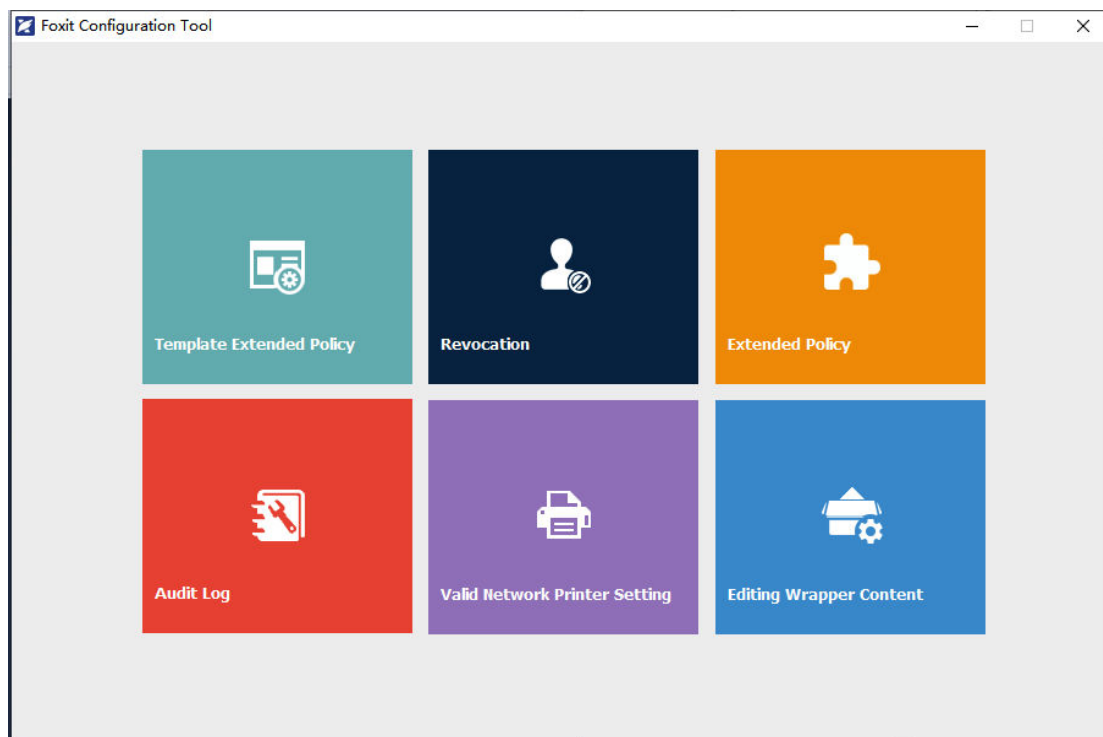 Foxit Configuration Tool
Template Extended Policy
Revocation
Extended Policy
Audit Log
Valid Network Printer Setting
Editing Wrapper Content